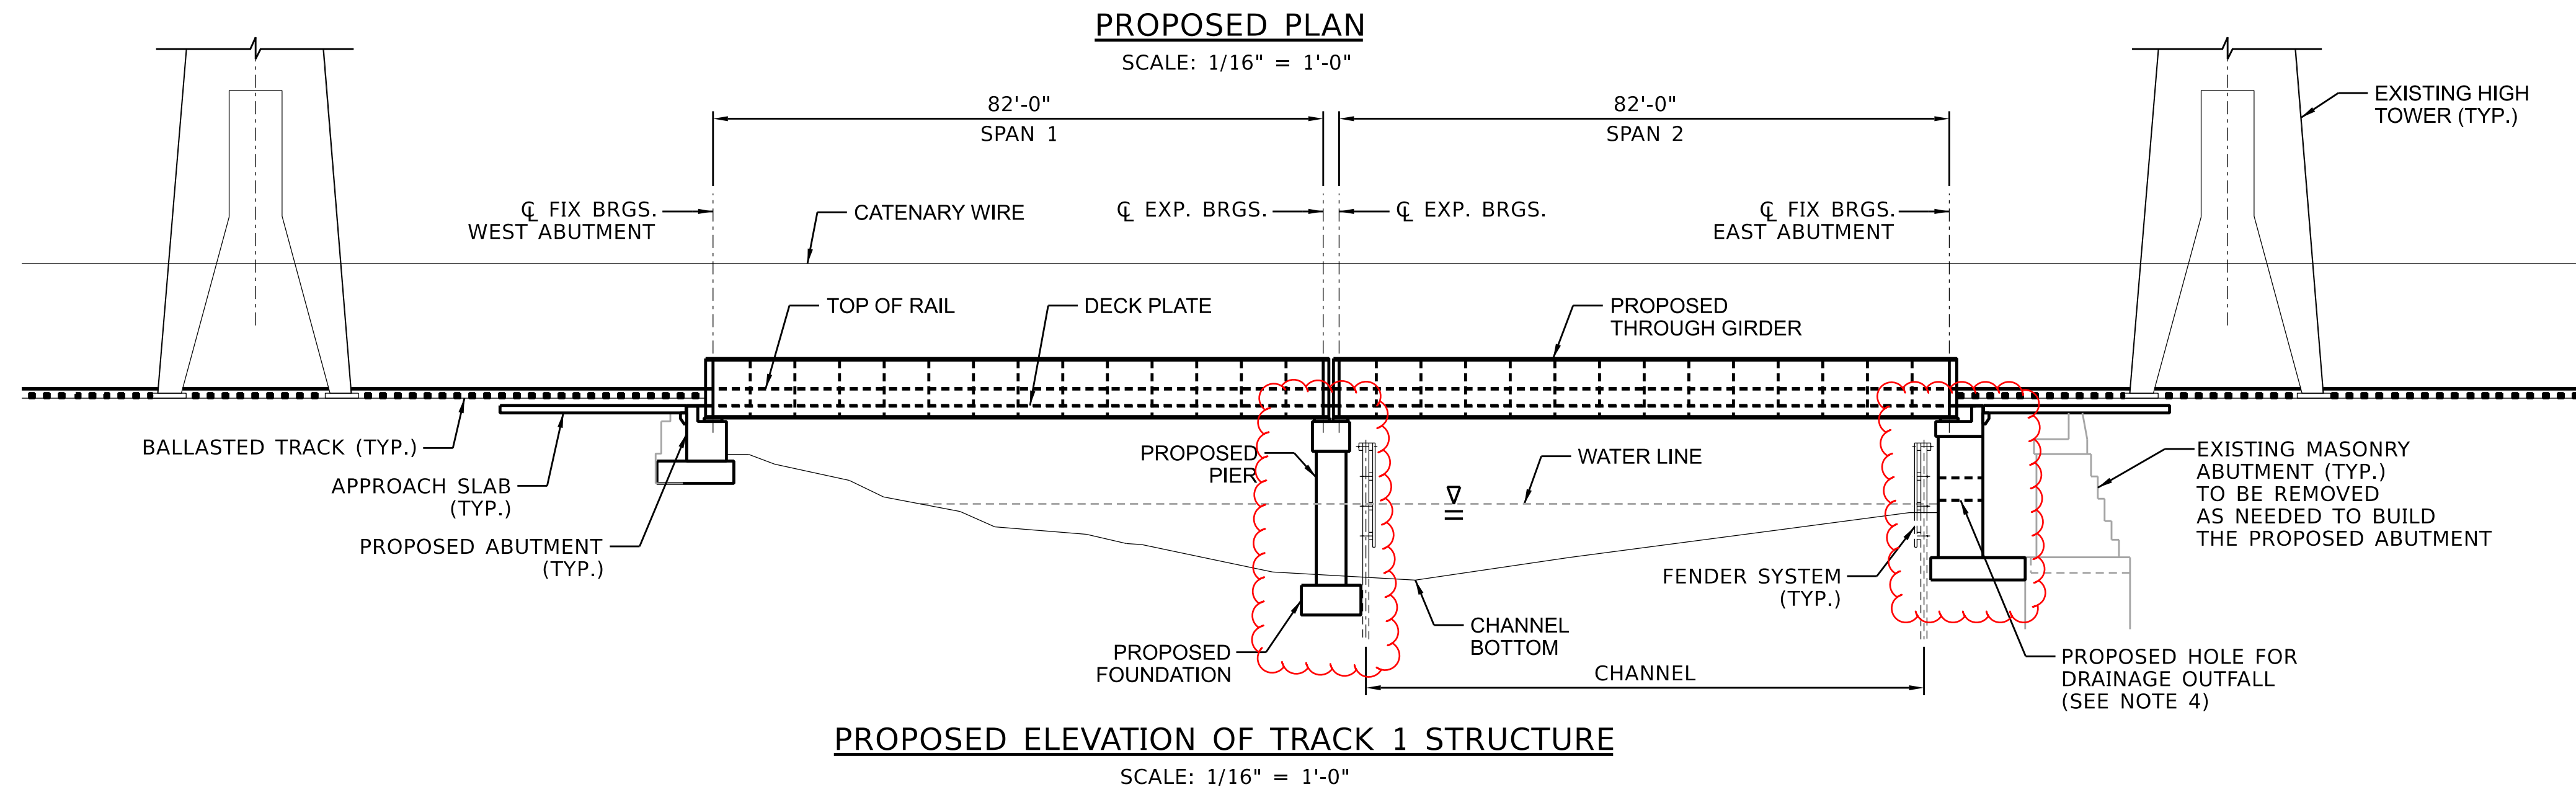 PROPOSED PLAN
SCALE: 1/16" = 1'-0"
82'-0"
SPAN 1
82'-0"
SPAN 2
EXISTING HIGH
TOWER (TYP.)
℄ FIX BRGS.
WEST ABUTMENT
CATENARY WIRE
℄ EXP. BRGS.
℄ EXP. BRGS.
℄ FIX BRGS.
EAST ABUTMENT
TOP OF RAIL
DECK PLATE
PROPOSED
THROUGH GIRDER
BALLASTED TRACK (TYP.)
APPROACH SLAB
(TYP.)
PROPOSED ABUTMENT
(TYP.)
PROPOSED
PIER
WATER LINE
EXISTING MASONRY
ABUTMENT (TYP.)
TO BE REMOVED
AS NEEDED TO BUILD
THE PROPOSED ABUTMENT
FENDER SYSTEM
(TYP.)
PROPOSED
FOUNDATION
CHANNEL
BOTTOM
CHANNEL
PROPOSED HOLE FOR
DRAINAGE OUTFALL
(SEE NOTE 4)
PROPOSED ELEVATION OF TRACK 1 STRUCTURE
SCALE: 1/16" = 1'-0"